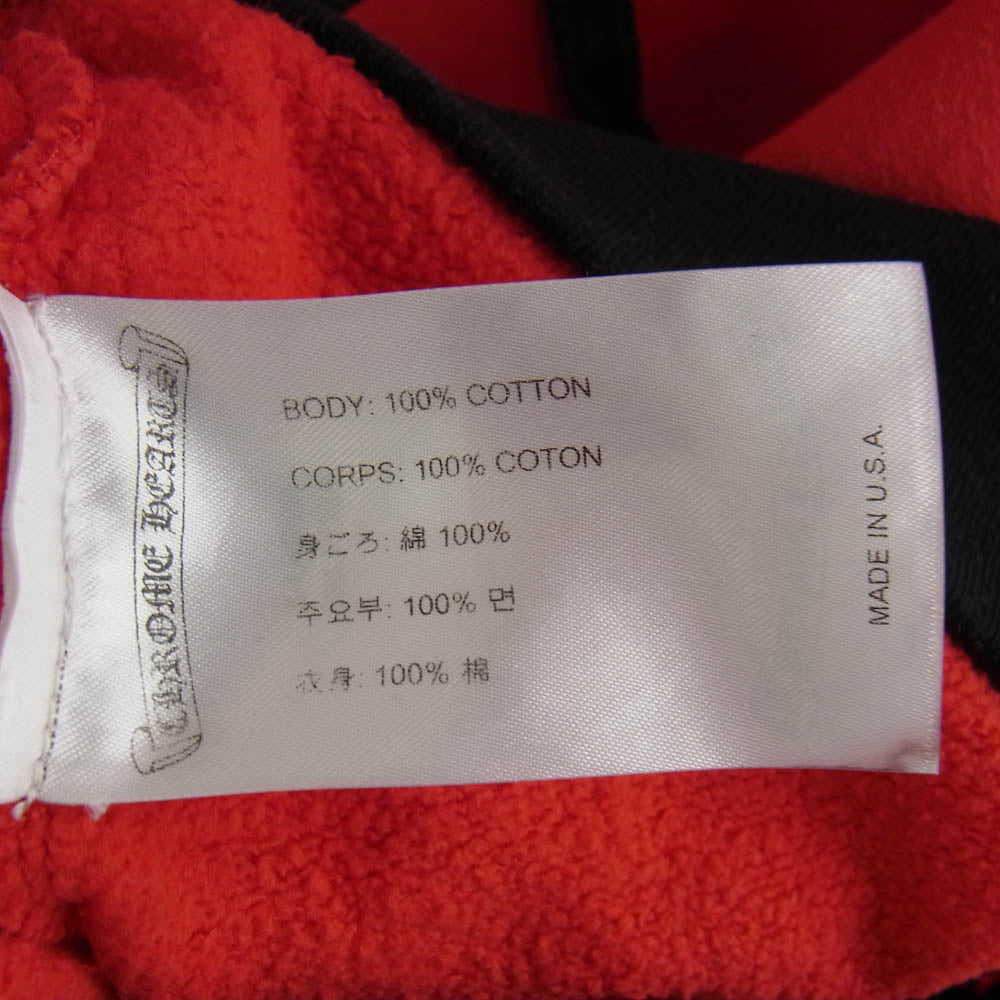 CHROME HEARTS
BODY: 100% COTTON
CORPS: 100% COTON
身ごろ: 綿 100%
주요부: 100% 면
衣身: 100% 棉
MADE IN U.S.A.